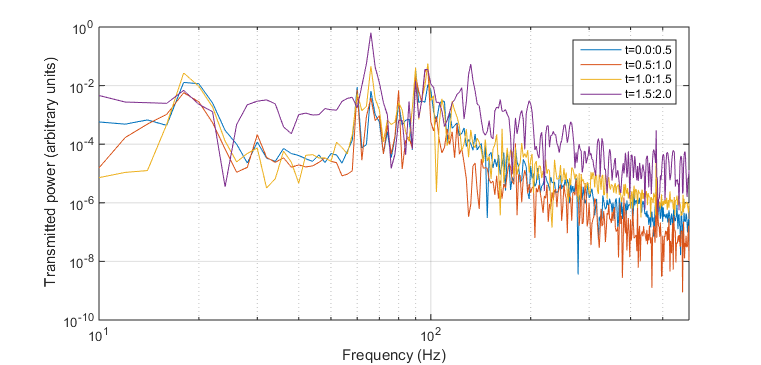 10^0
10^-2
10^-4
10^-6
10^-8
10^-10
Transmitted power (arbitrary units)
t=0.0:0.5
t=0.5:1.0
t=1.0:1.5
t=1.5:2.0
10^1
10^2
Frequency (Hz)